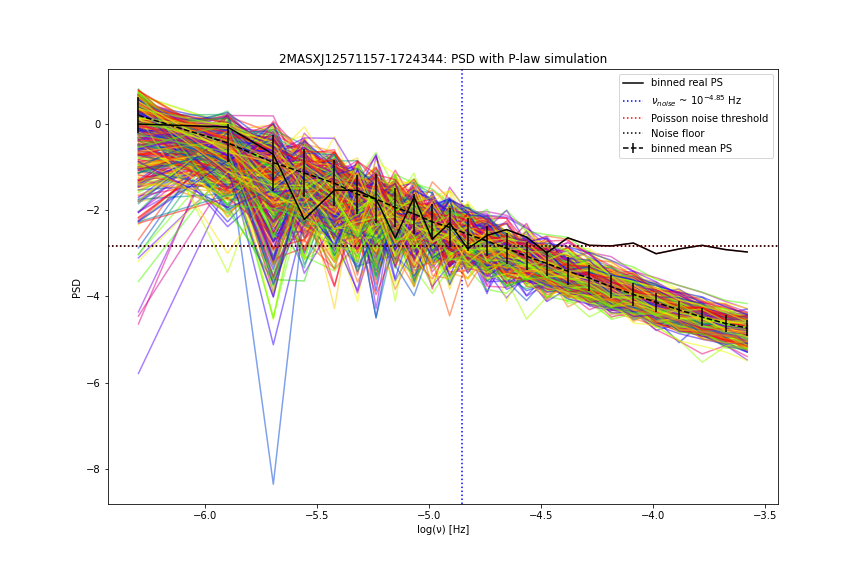 2MASXJ12571157-1724344: PSD with P-law simulation
binned real PS
ν_noise ~ 10^−4.85 Hz
Poisson noise threshold
Noise floor
binned mean PS
PSD
0
−2
−4
−6
−8
−6.0 −5.5 −5.0 −4.5 −4.0 −3.5
log(ν) [Hz]